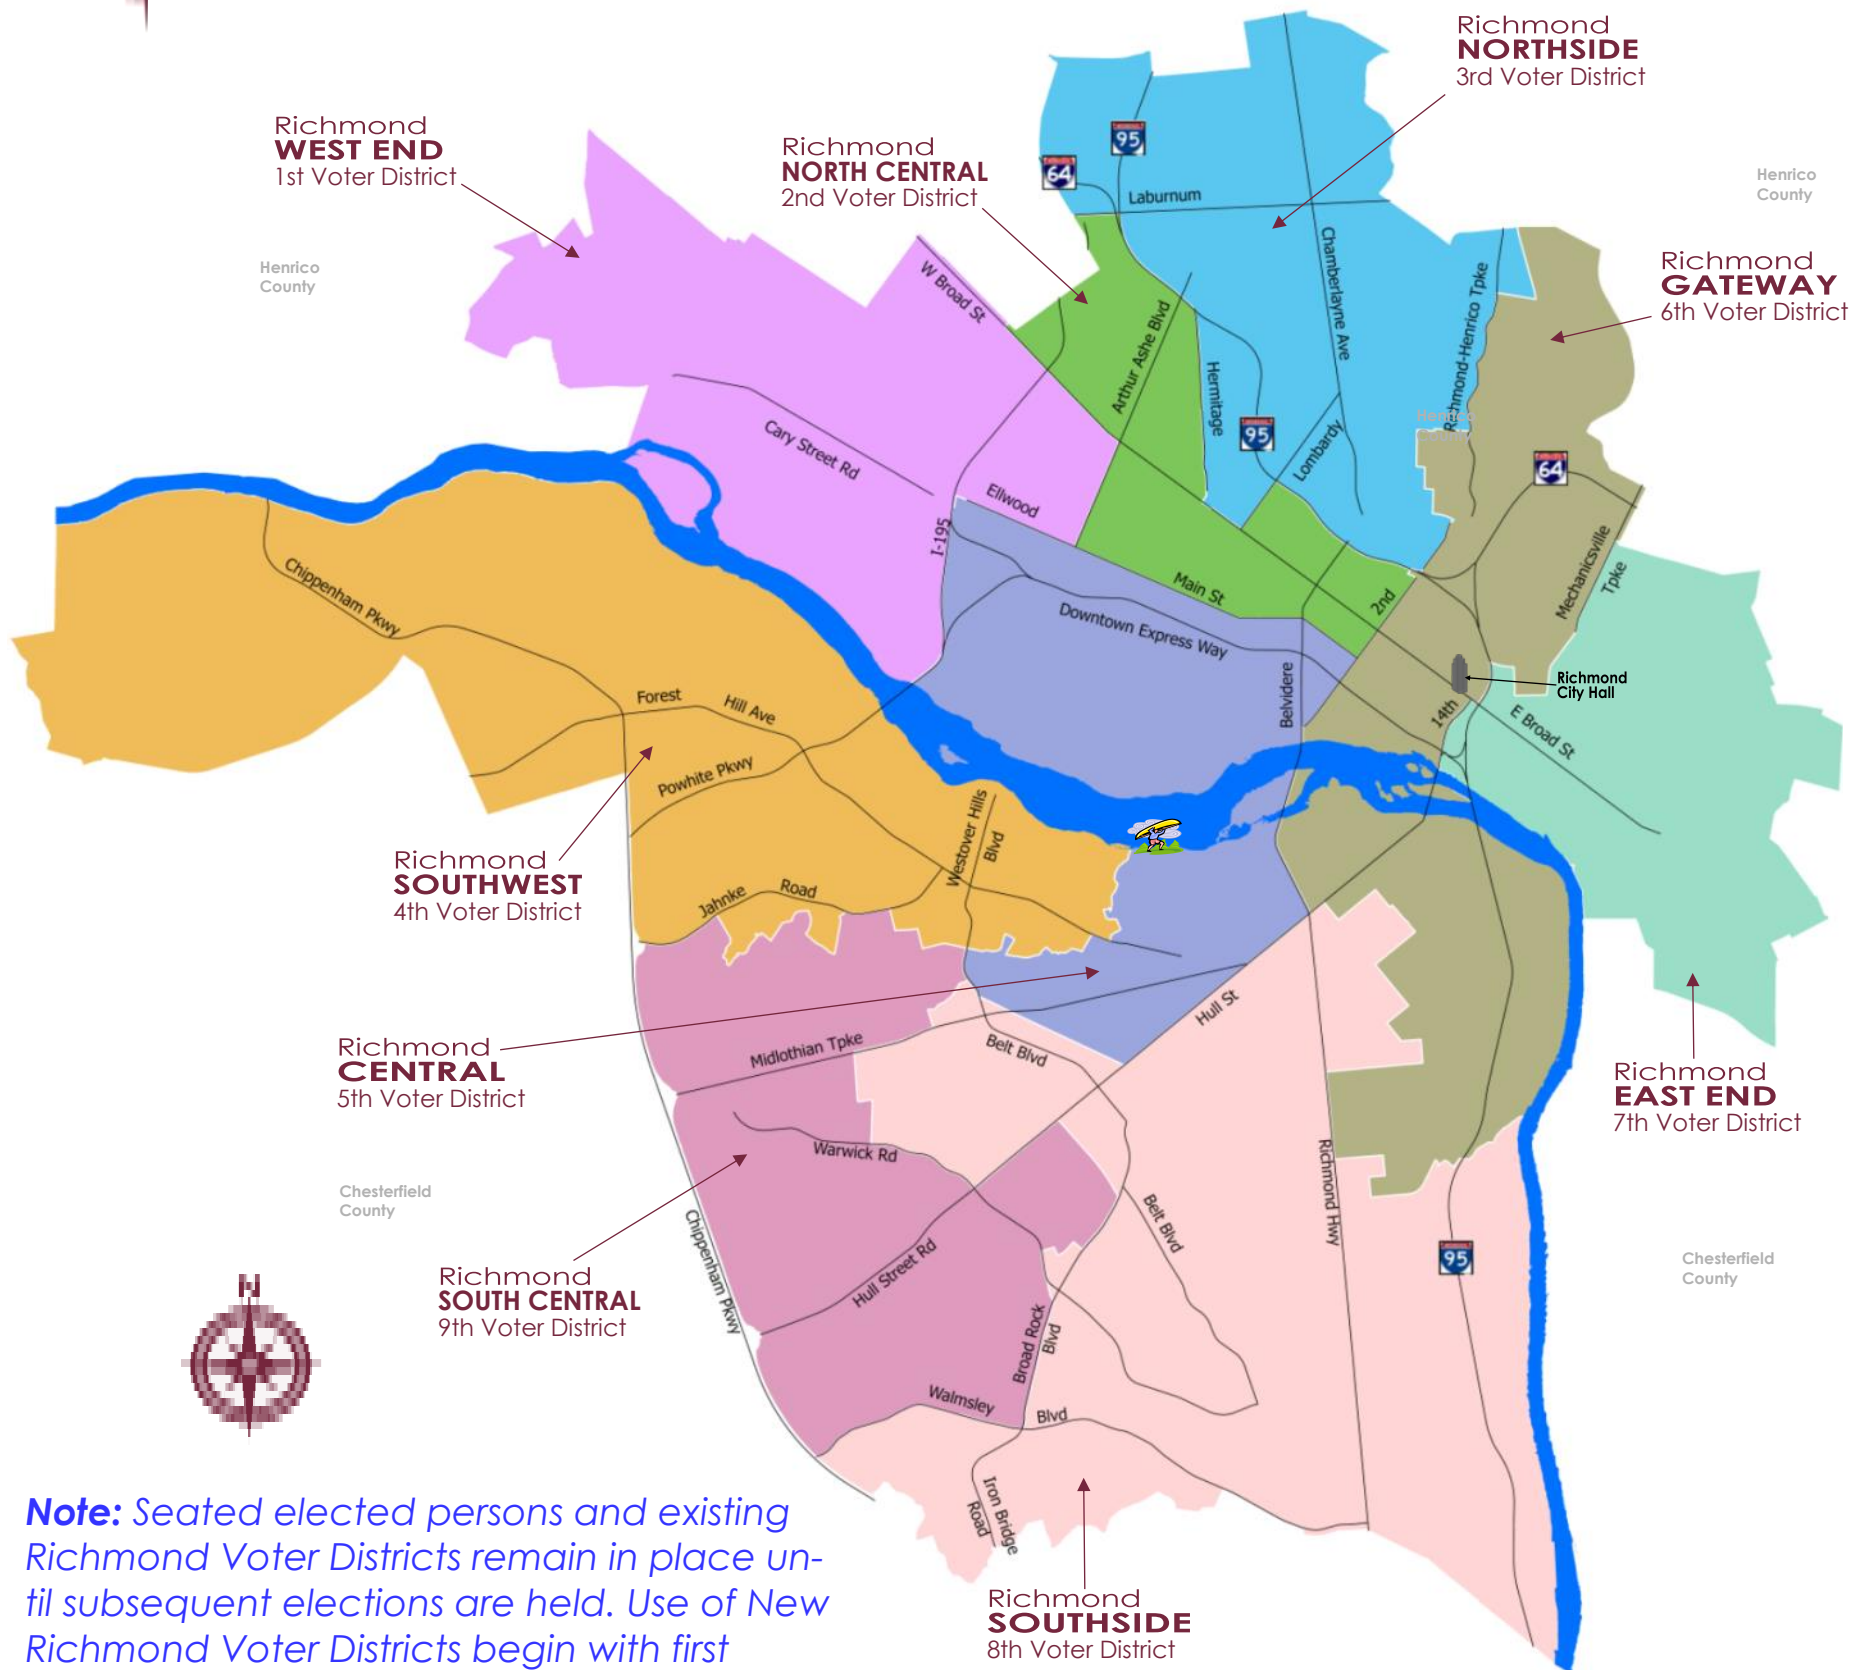 Richmond
NORTHSIDE
3rd Voter District
Richmond
WEST END
1st Voter District
Richmond
NORTH CENTRAL
2nd Voter District
95
64
Laburnum
Henrico
County
Henrico
County
Richmond
GATEWAY
6th Voter District
W Broad St
Arthur Ashe Blvd
Chamberlayne Ave
Richmond-Henrico Tpke
Hermitage
Henrico
95
Lombardy
64
Cary Street Rd
Ellwood
I-195
Mechanicsville
Tpke
Chippenham Pkwy
Main St
2nd
Downtown Express Way
Belvidere
Richmond
City Hall
14th
E Broad St
Forest
Hill Ave
Powhite Pkwy
Westover Hills
Blvd
Richmond
SOUTHWEST
4th Voter District
Jahnke
Road
Hull St
Richmond
CENTRAL
5th Voter District
Midlothian Tpke
Belt Blvd
Richmond
EAST END
7th Voter District
Warwick Rd
Richmond Hwy
Chesterfield
County
Belt Blvd
Chippenham Pkwy
Hull Street Rd
95
Chesterfield
County
Richmond
SOUTH CENTRAL
9th Voter District
N
Broad Rock
Blvd
Walmsley
Blvd
Iron Bridge
Road
Note: Seated elected persons and existing
Richmond Voter Districts remain in place un-
til subsequent elections are held. Use of New
Richmond Voter Districts begin with first
Richmond
SOUTHSIDE
8th Voter District